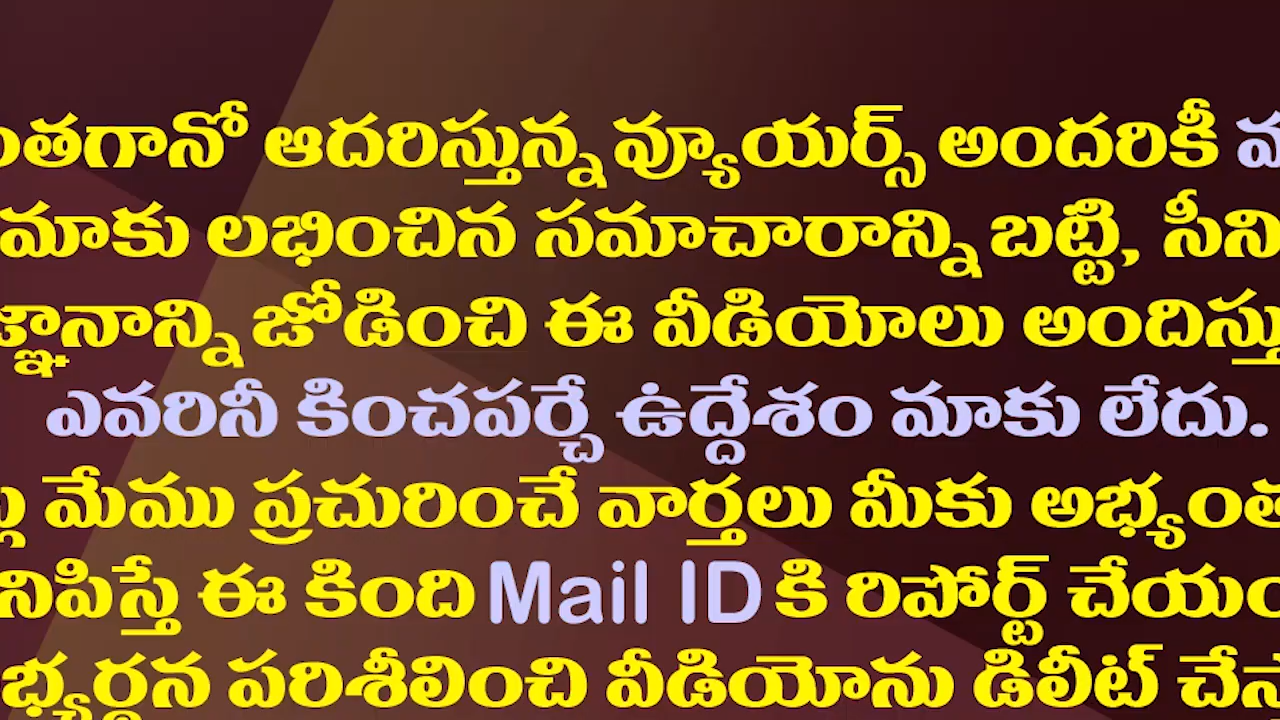 ంతగానో ఆదరిస్తున్న వ్యూయర్స్ అందరికీ
మాకు లభించిన సమాచారాన్ని బట్టి, సీని
జ్ఞానాన్ని జోడించి ఈ వీడియోలు అందిస్తు
ఎవరినీ కించపర్చే ఉద్దేశం మాకు లేదు.
మేము ప్రచురించే వార్తలు మీకు అభ్యంత
నిపిస్తే ఈ కింది Mail ID కి రిపోర్ట్ చేయం
భ్యర్థన పరిశీలించి వీడియోను డిలీట్ చేస